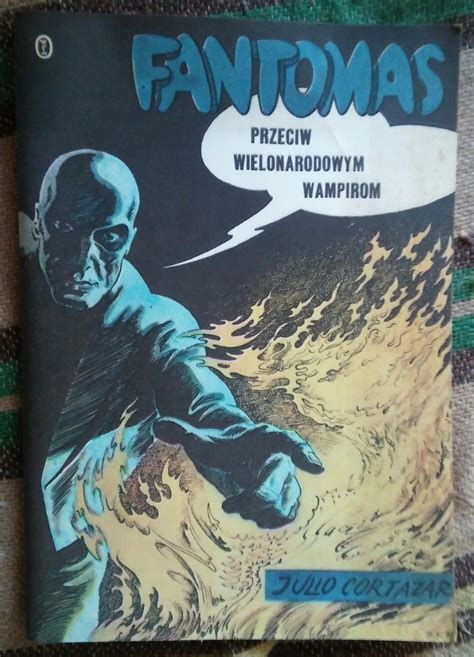 FANTOMAS
PRZECIW
WIELONARODOWYM
WAMPIROM
JULIO CORTAZAR